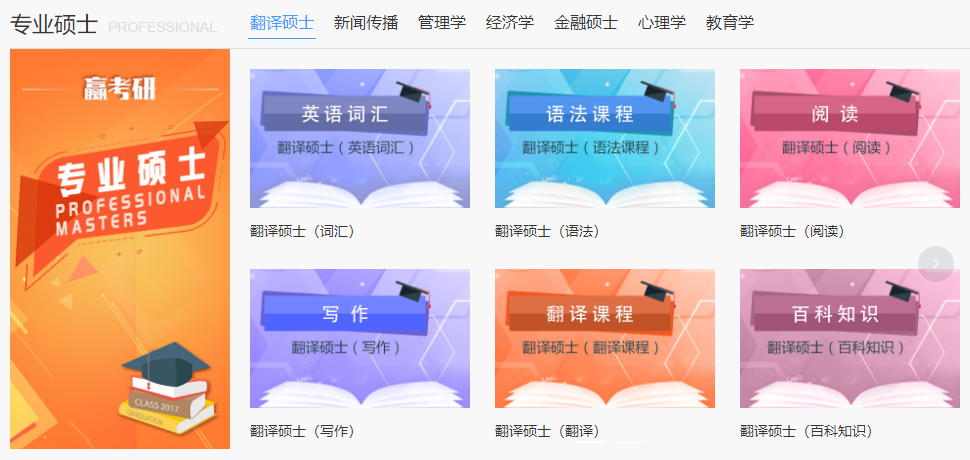 专业硕士 PROFESSIONAL
翻译硕士 新闻传播 管理学 经济学 金融硕士 心理学 教育学
赢考研
专业硕士
PROFESSIONAL
MASTERS
CLASS 2017
GRADUATION
英语词汇
翻译硕士（英语词汇）
翻译硕士（词汇）
语法课程
翻译硕士（语法课程）
翻译硕士（语法）
阅读
翻译硕士（阅读）
翻译硕士（阅读）
写作
翻译硕士（写作）
翻译硕士（写作）
翻译课程
翻译硕士（翻译课程）
翻译硕士（翻译）
百科知识
翻译硕士（百科知识）
翻译硕士（百科知识）